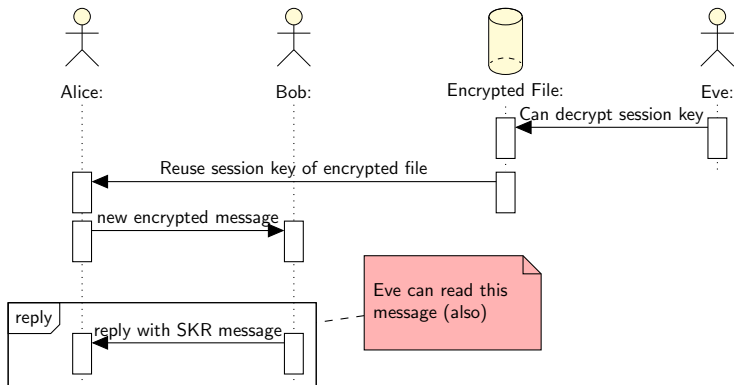 Alice:
Bob:
Encrypted File:
Eve:
Can decrypt session key
Reuse session key of encrypted file
new encrypted message
Eve can read this
message (also)
reply
reply with SKR message